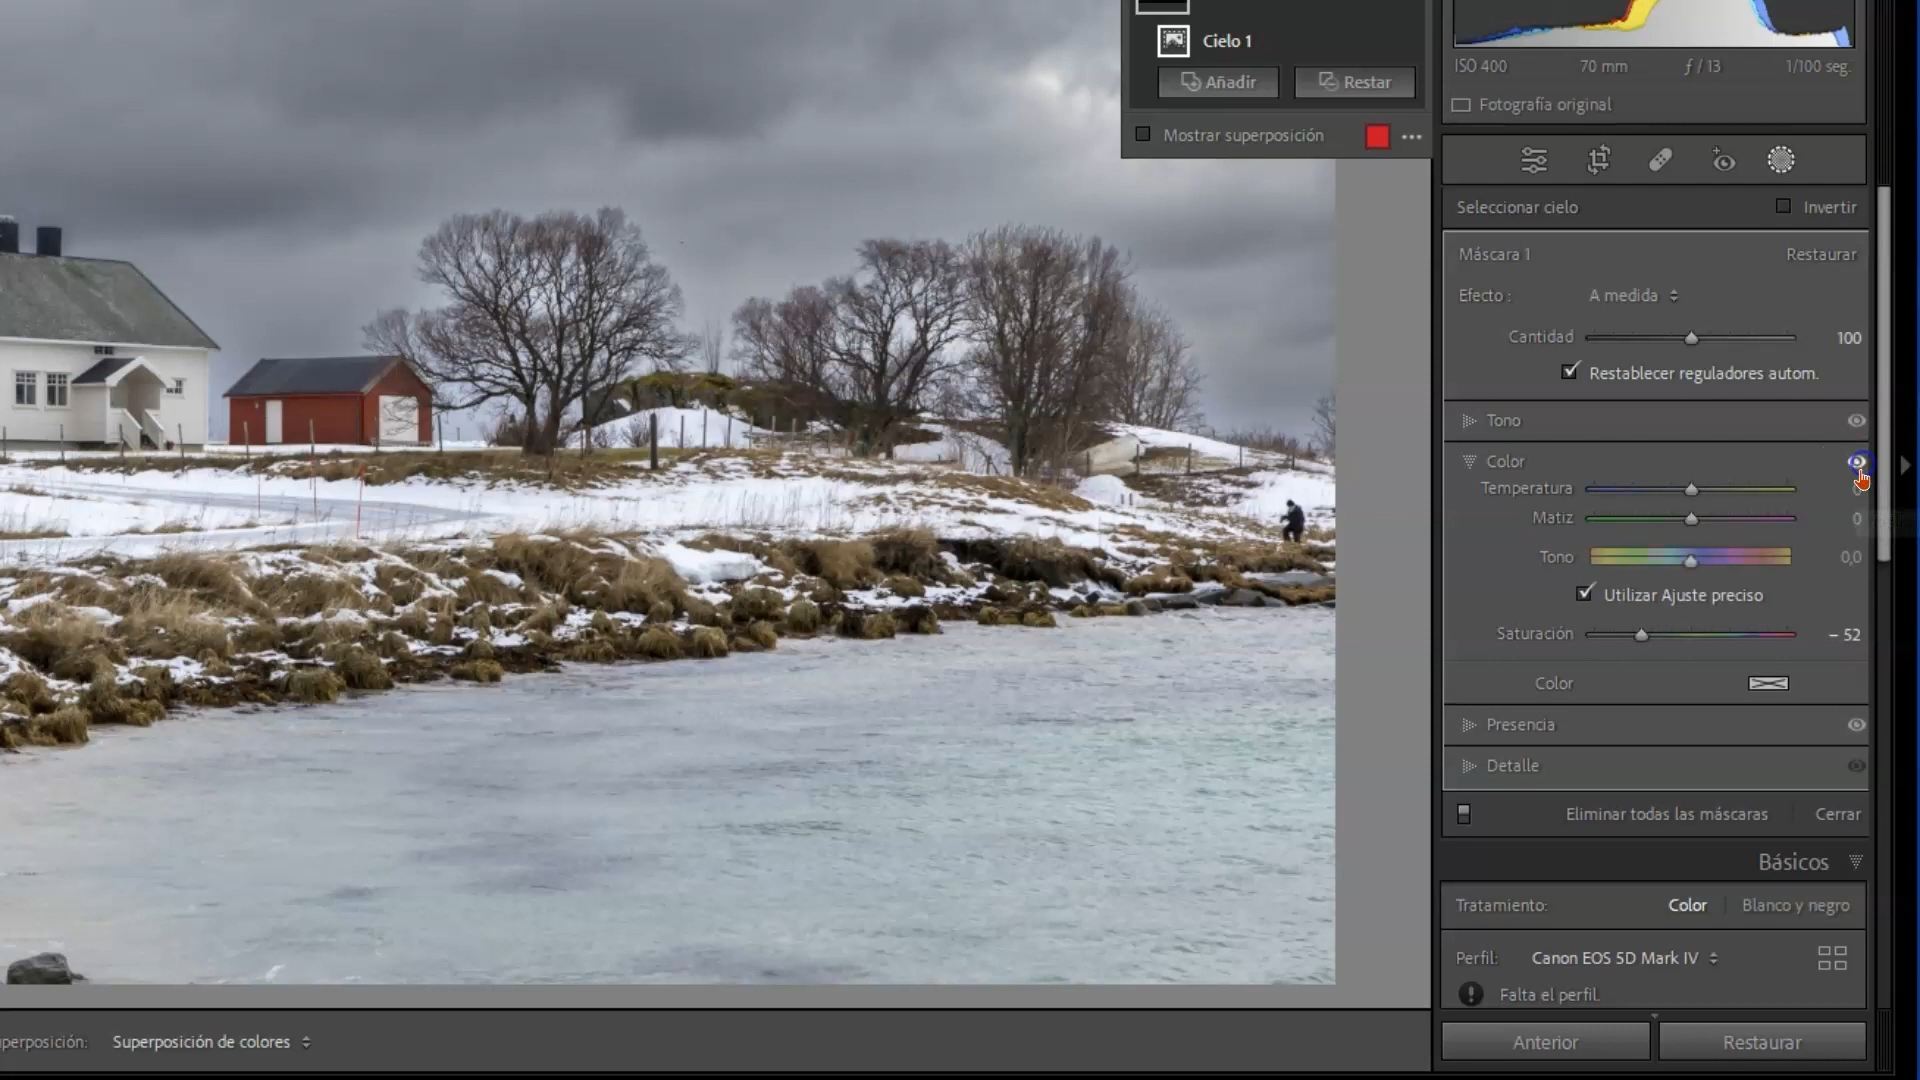 Cielo 1
Añadir
Restar
Mostrar superposición
ISO 400 70 mm ƒ / 13 1/100 seg.
Fotografía original
Seleccionar cielo Invertir
Máscara 1 Restaurar
Efecto : A medida
Cantidad 100
Restablecer reguladores autom.
Tono
Color
Temperatura
Matiz 0
Tono 0,0
Utilizar Ajuste preciso
Saturación – 52
Color
Presencia
Detalle
Eliminar todas las máscaras Cerrar
Básicos
Tratamiento: Color Blanco y negro
Perfil: Canon EOS 5D Mark IV
Falta el perfil.
Superposición de colores
Anterior Restaurar